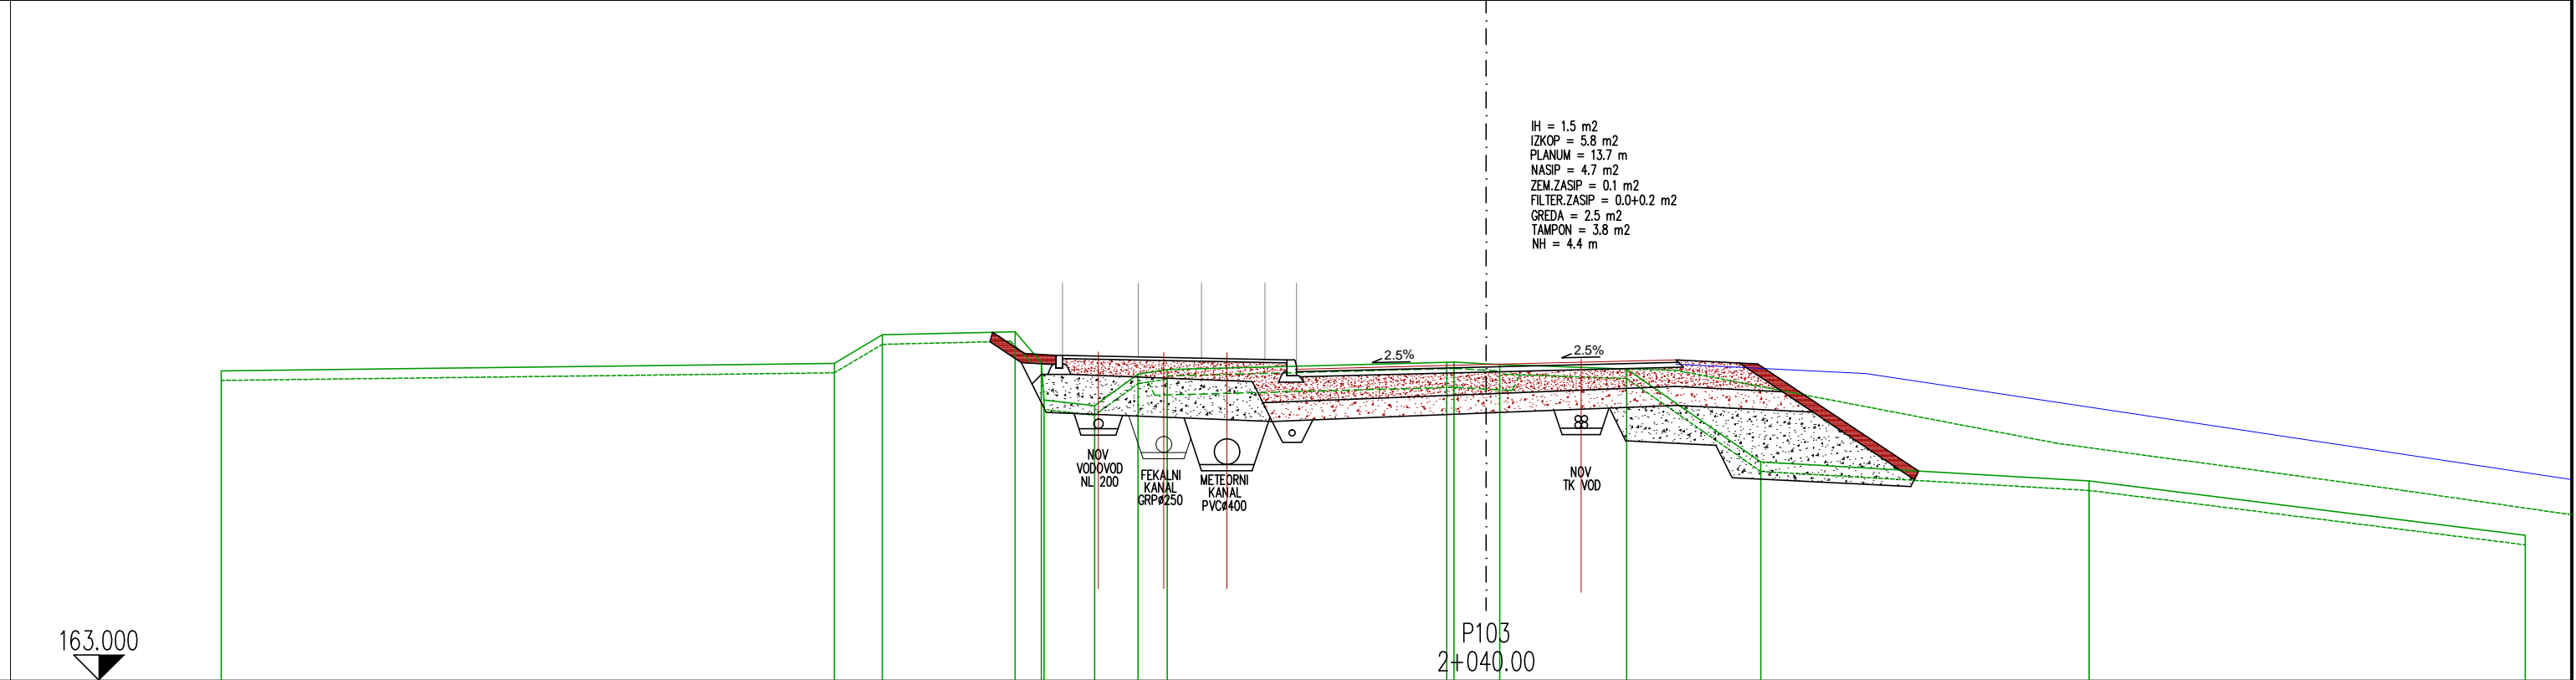 IH = 1.5 m2
IZKOP = 5.8 m2
PLANUM = 13.7 m
NASIP = 4.7 m2
ZEM.ZASIP = 0.1 m2
FILTER.ZASIP = 0.0+0.2 m2
GREDA = 2.5 m2
TAMPON = 3.8 m2
NH = 4.4 m
2.5%
2.5%
NOV
VODOVOD
NL 200
FEKALNI
KANAL
GRPø250
METEORNI
KANAL
PVCø400
NOV
TK VOD
163.000
P103
2+040.00